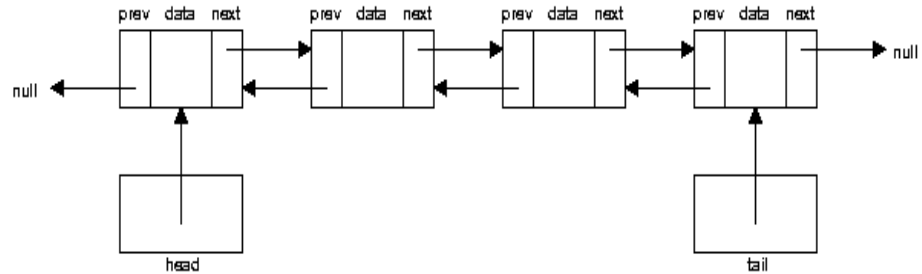 prev data next prev data next prev data next prev data next
null
null
head
tail